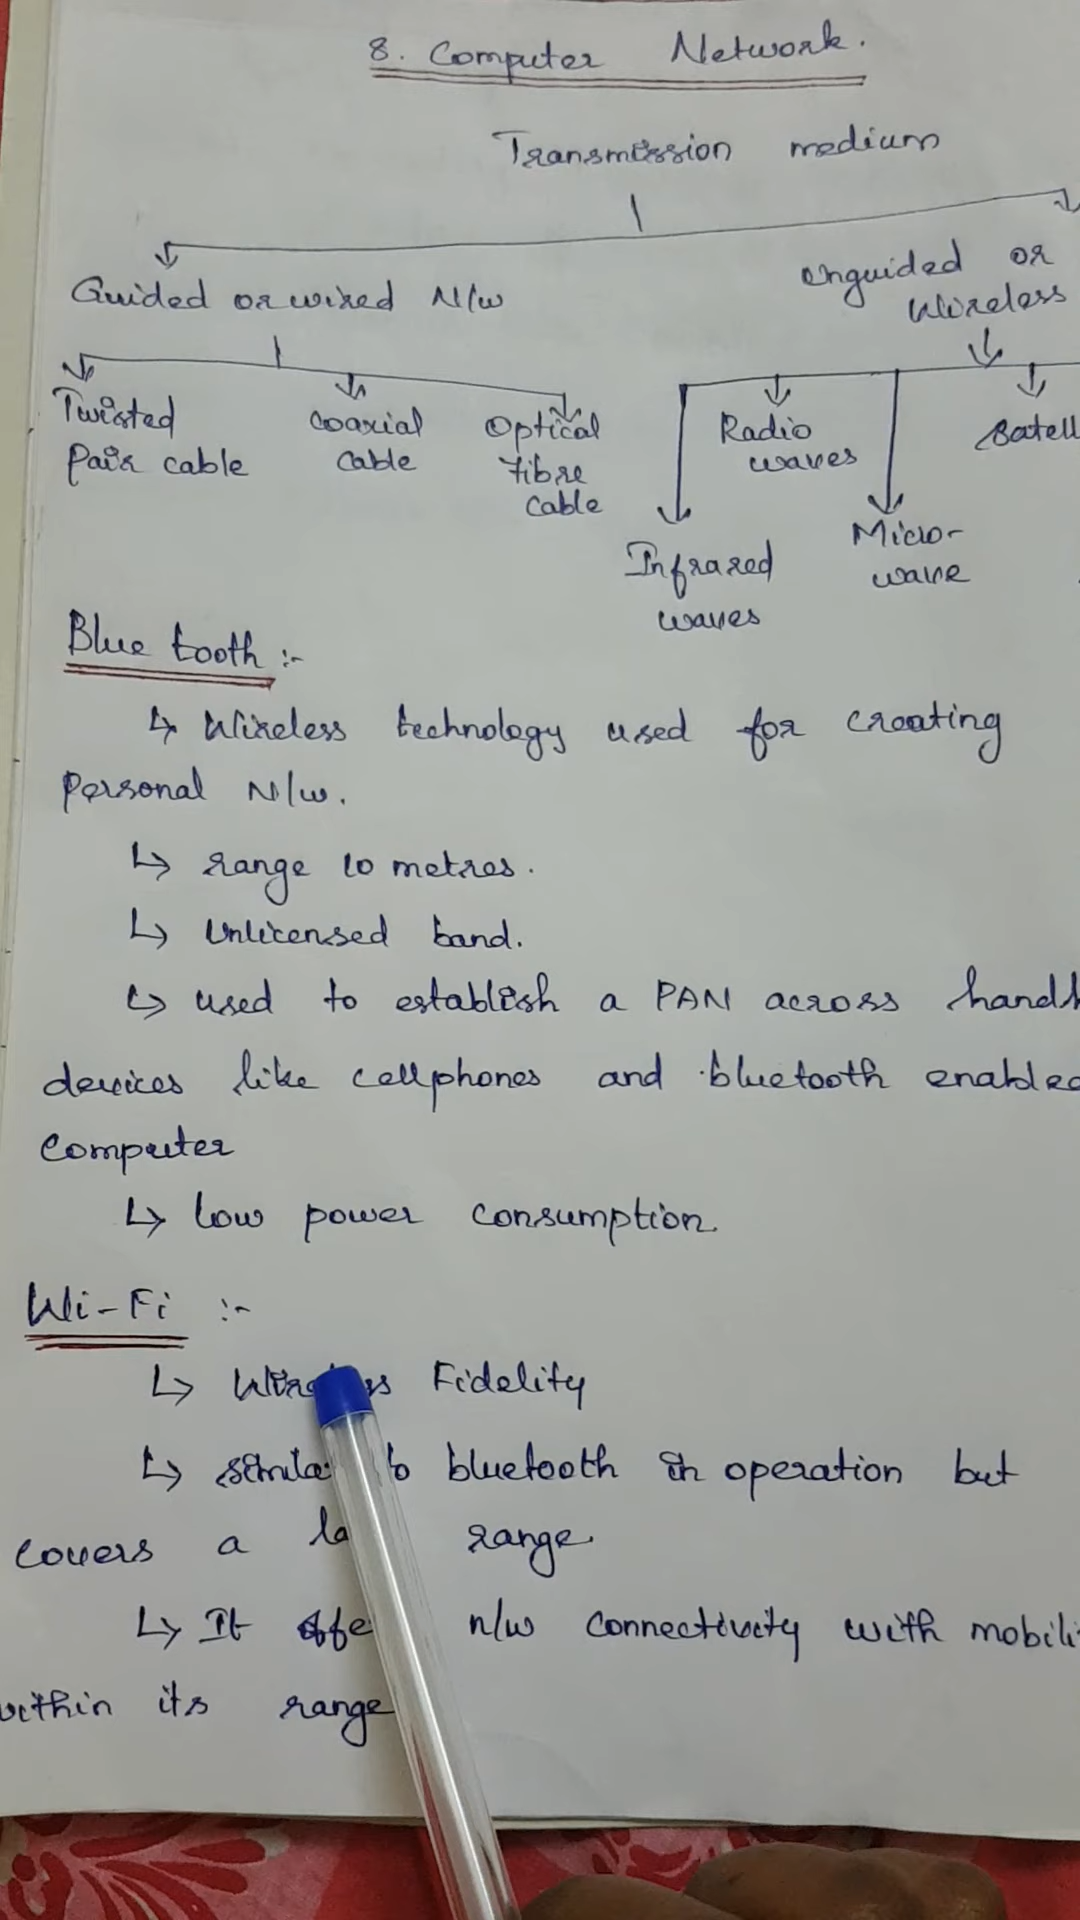 8. Computer Network.
Transmission medium
Guided or wired N/w
unguided or
Wireless
Twisted
Pair cable
Coaxial
Cable
Optical
Fibre
Cable
Radio
waves
Infrared
waves
Micro-
wave
Blue tooth :-
↳ Wireless technology used for creating
Personal N/w.
↳ range 10 metres.
↳ Unlicensed band.
↳ used to establish a PAN across
devices like cellphones and bluetooth enabled
Computer
↳ Low power consumption.
Wi-Fi :-
↳ Fidelity
↳ bluetooth in operation but
covers a range.
↳ It n/w connectivity with
within its range